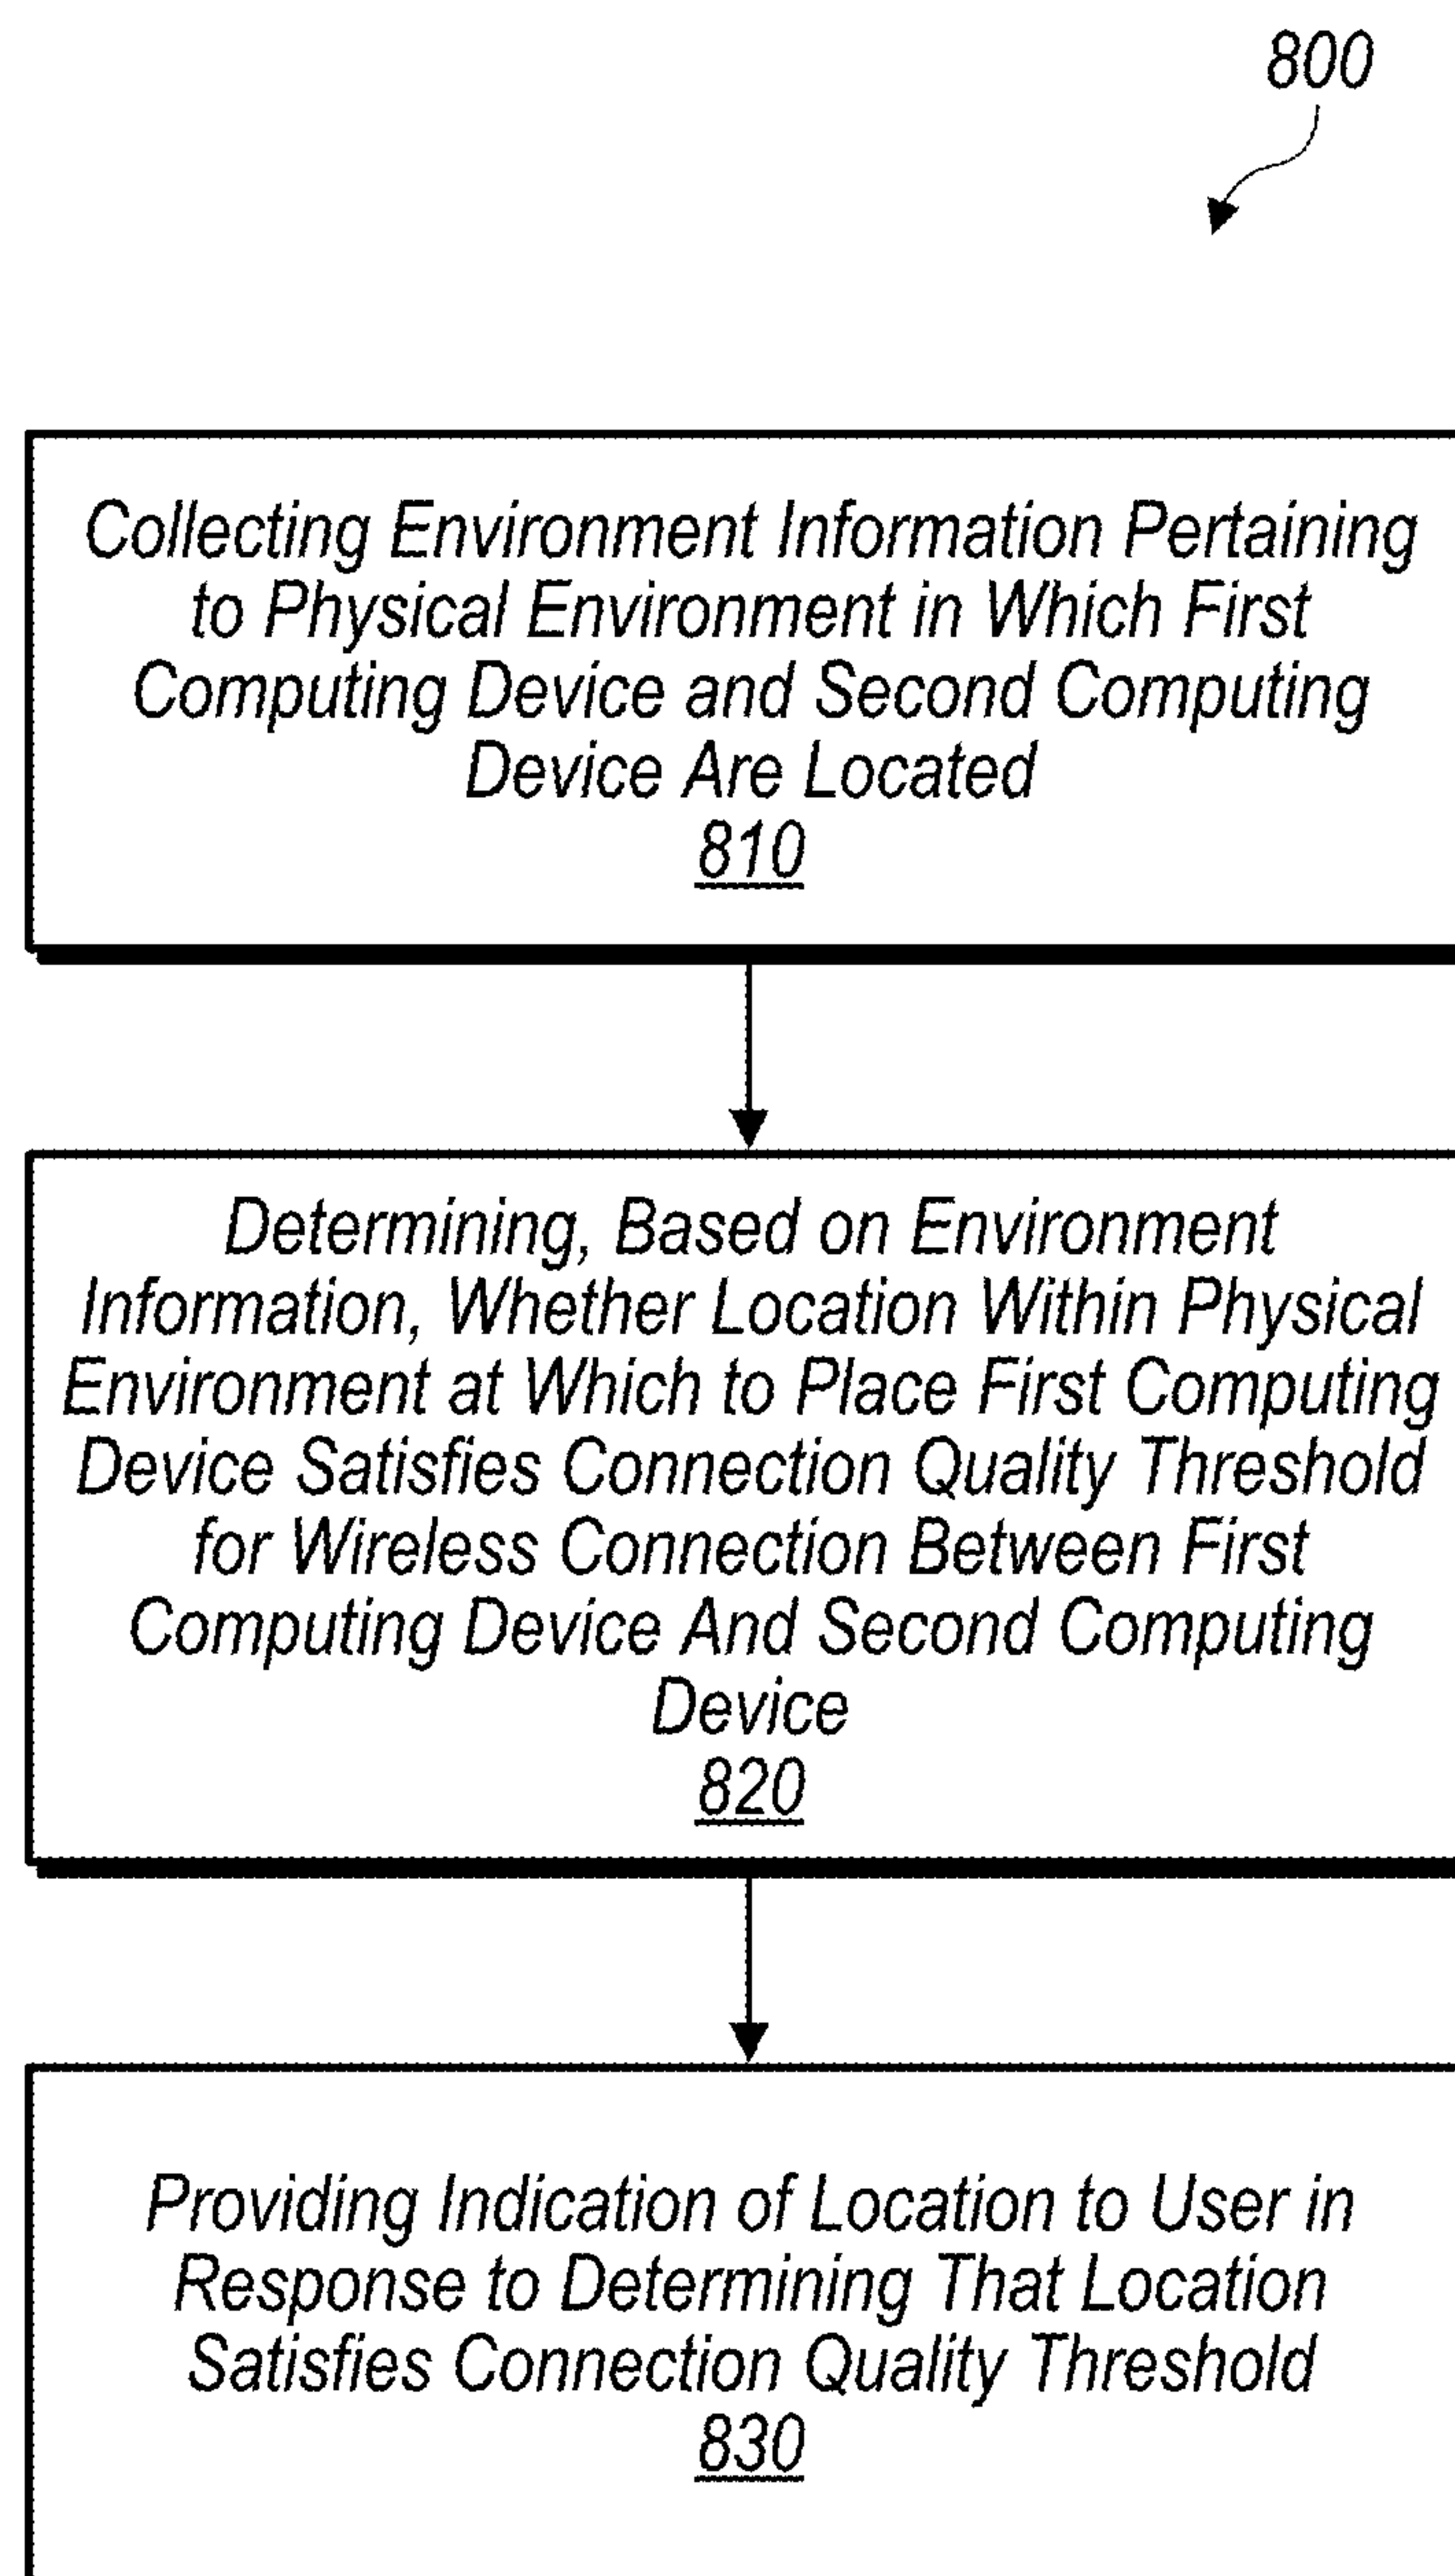 800
Collecting Environment Information Pertaining
to Physical Environment in Which First
Computing Device and Second Computing
Device Are Located
810
Determining, Based on Environment
Information, Whether Location Within Physical
Environment at Which to Place First Computing
Device Satisfies Connection Quality Threshold
for Wireless Connection Between First
Computing Device And Second Computing
Device
820
Providing Indication of Location to User in
Response to Determining That Location
Satisfies Connection Quality Threshold
830